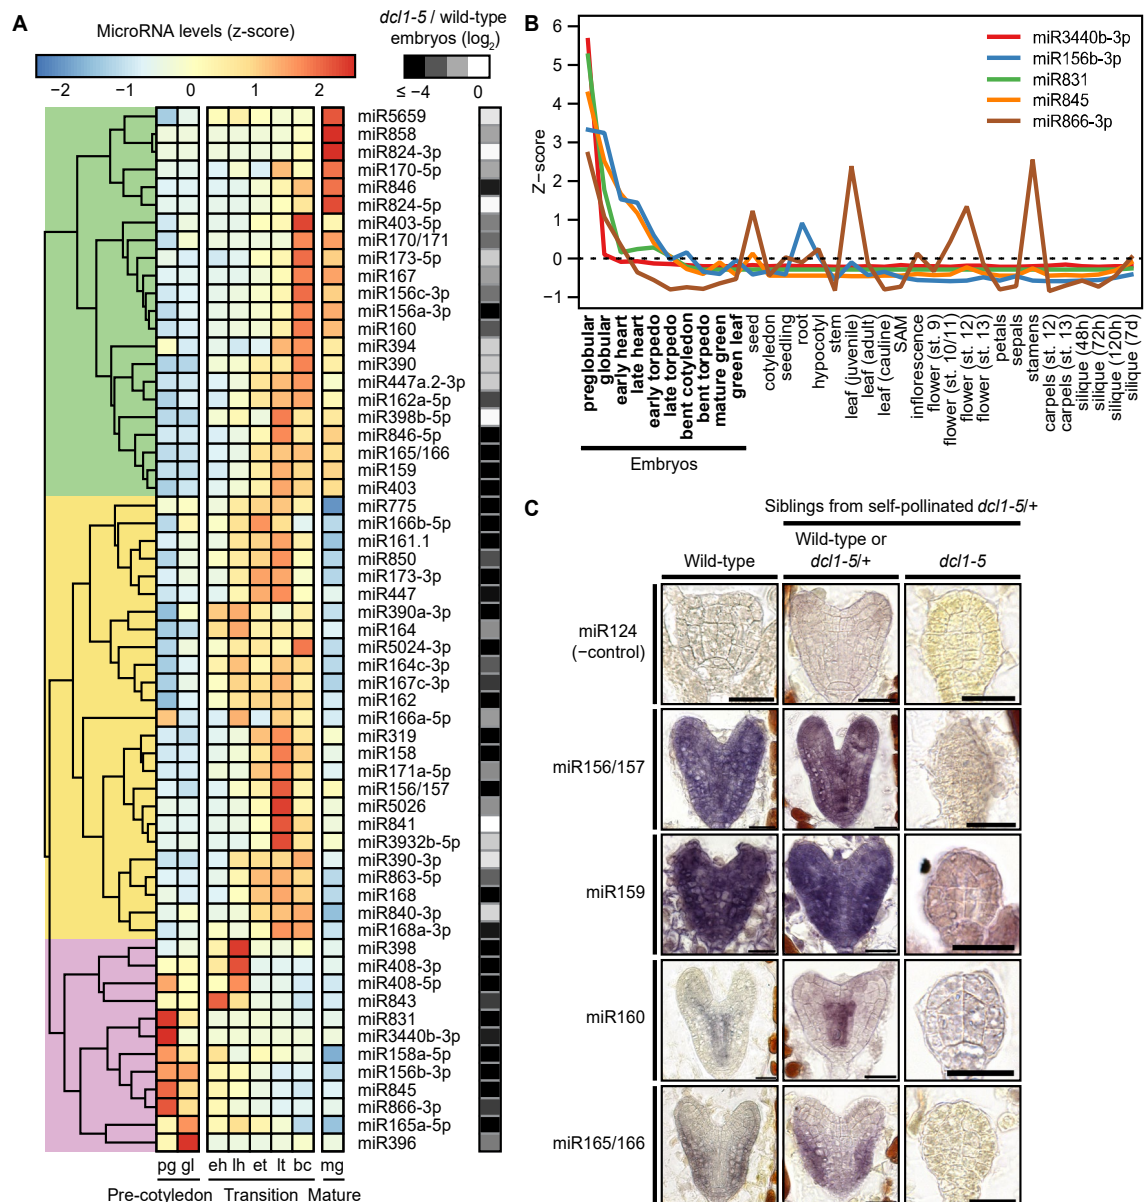 A
MicroRNA levels (z-score)
−2 −1 0 1 2
dcl1-5 / wild-type
embryos (log2)
≤ −4 0
miR5659
miR858
miR824-3p
miR170-5p
miR846
miR824-5p
miR403-5p
miR170/171
miR173-5p
miR167
miR156c-3p
miR156a-3p
miR160
miR394
miR390
miR447a.2-3p
miR162a-5p
miR398b-5p
miR846-5p
miR165/166
miR159
miR403
miR775
miR166b-5p
miR161.1
miR850
miR173-3p
miR447
miR390a-3p
miR164
miR5024-3p
miR164c-3p
miR167c-3p
miR162
miR166a-5p
miR319
miR158
miR171a-5p
miR156/157
miR5026
miR841
miR3932b-5p
miR390-3p
miR863-5p
miR168
miR840-3p
miR168a-3p
miR398
miR408-3p
miR408-5p
miR843
miR831
miR3440b-3p
miR158a-5p
miR156b-3p
miR845
miR866-3p
miR165a-5p
miR396
pg gl eh lh et lt bc mg
Pre-cotyledon Transition Mature
B
Z-score
6
5
4
3
2
1
0
−1
miR3440b-3p
miR156b-3p
miR831
miR845
miR866-3p
preglobular
globular
early heart
late heart
early torpedo
late torpedo
bent cotyledon
bent torpedo
mature green
green leaf
seed
cotyledon
seedling
root
hypocotyl
stem
leaf (juvenile)
leaf (adult)
leaf (cauline)
SAM
inflorescence
flower (st. 9)
flower (st. 10/11)
flower (st. 12)
flower (st. 13)
petals
sepals
stamens
carpels (st. 12)
carpels (st. 13)
silique (48h)
silique (72h)
silique (120h)
silique (7d)
Embryos
C
Siblings from self-pollinated dcl1-5/+
Wild-type or
Wild-type dcl1-5/+ dcl1-5
miR124
(−control)
miR156/157
miR159
miR160
miR165/166